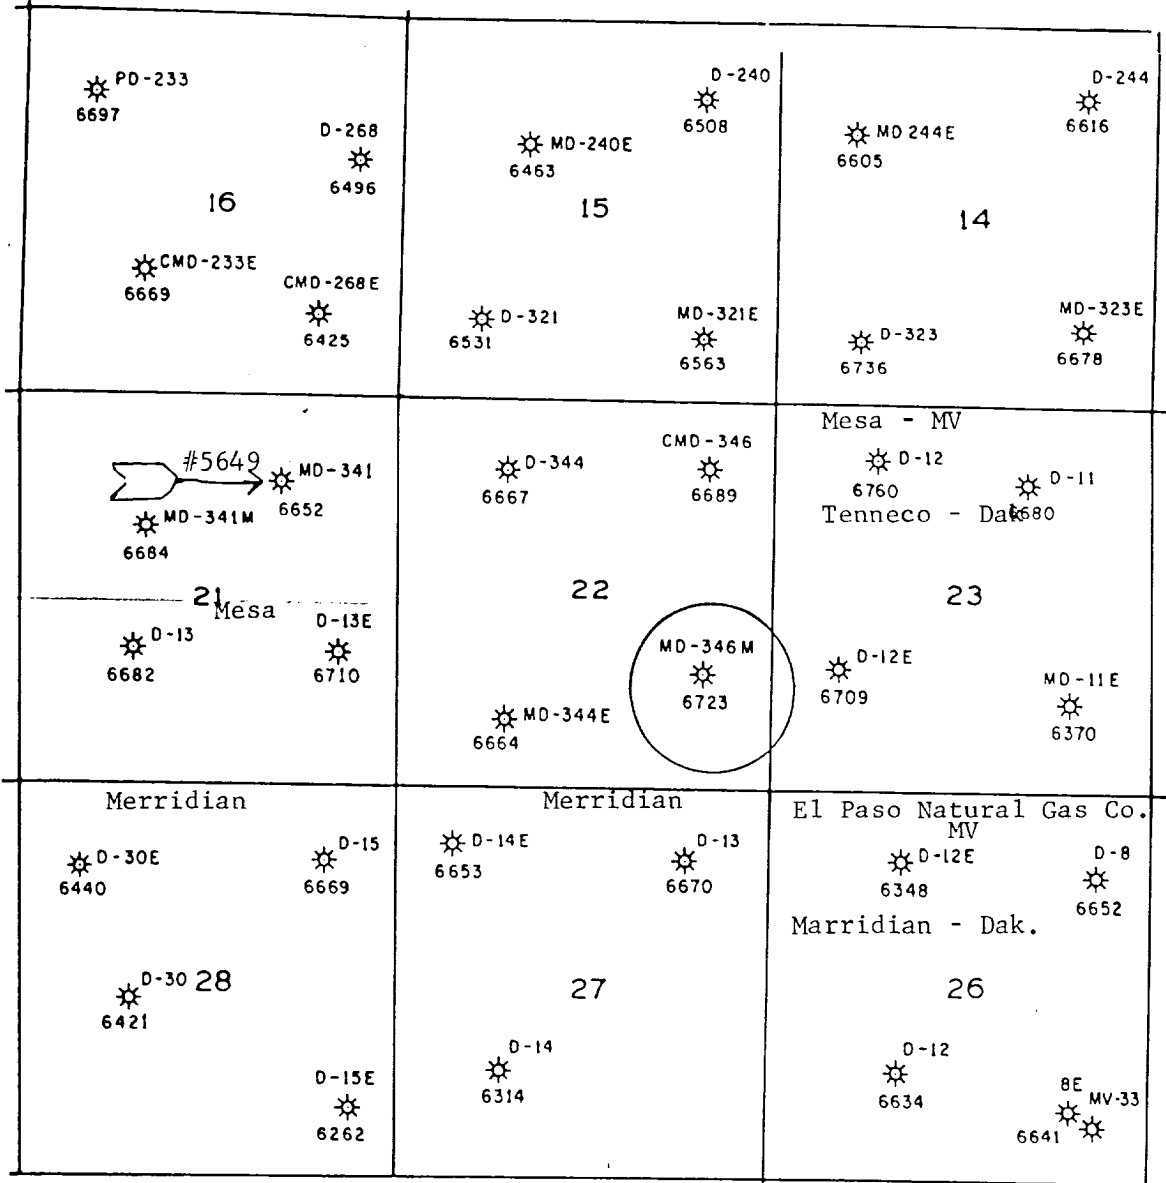 PD-233
6697
D-268
6496
16
CMD-233E
6669
CMD-268E
6425
D-240
6508
MD-240E
6463
15
D-321
6531
MD-321E
6563
D-244
6616
MD 244E
6605
14
D-323
6736
MD-323E
6678
#5649
MD-341
6652
MD-341M
6684
21
Mesa
D-13
6682
D-13E
6710
D-344
6667
CMD-346
6689
22
MD-346M
6723
MD-344E
6664
Mesa - MV
D-12
6760
D-11
6680
Tenneco - Dak
23
D-12E
6709
MD-11E
6370
Merridian
D-30E
6440
D-15
6669
D-30
28
6421
D-15E
6262
Merridian
D-14E
6653
D-13
6670
27
D-14
6314
El Paso Natural Gas Co.
MV
D-12E
6348
D-8
6652
Marridian - Dak.
26
D-12
6634
8E
MV-33
6641